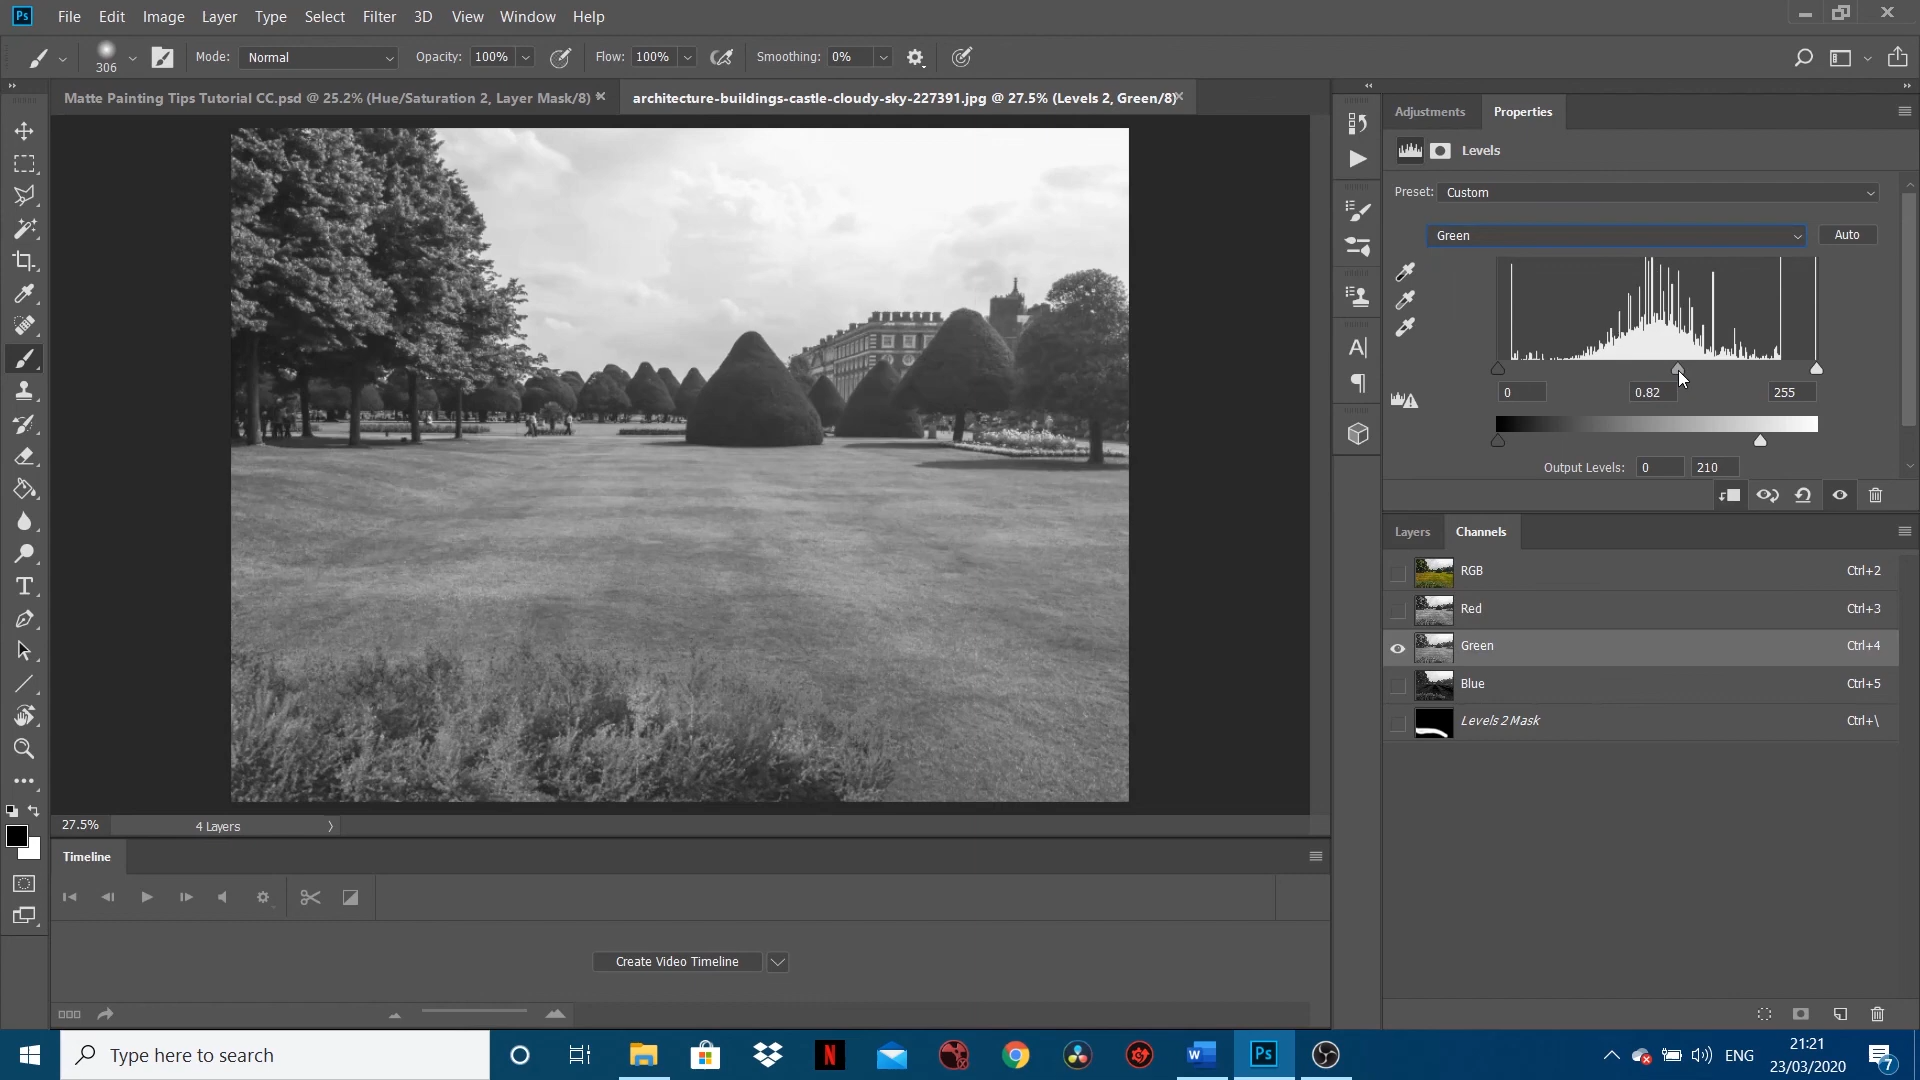 Ps File Edit Image Layer Type Select Filter 3D View Window Help
306 Mode: Normal Opacity: 100% Flow: 100% Smoothing: 0%
Matte Painting Tips Tutorial CC.psd @ 25.2% (Hue/Saturation 2, Layer Mask/8) × architecture-buildings-castle-cloudy-sky-227391.jpg @ 27.5% (Levels 2, Green/8) ×
Adjustments Properties
Levels
Preset: Custom
Green Auto
0 0.82 255
Output Levels: 0 210
Layers Channels
RGB Ctrl+2
Red Ctrl+3
Green Ctrl+4
Blue Ctrl+5
Levels 2 Mask Ctrl+\
27.5% 4 Layers
Timeline
Create Video Timeline
Type here to search
N
W
Ps
ENG
21:21
23/03/2020
7